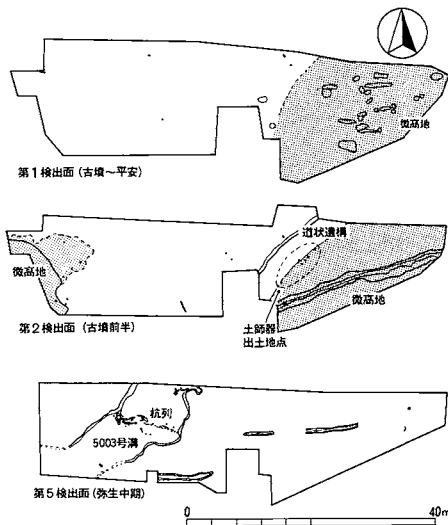 微高地
第1検出面(古墳〜平安)
道状遺構
微高地
微高地
第2検出面(古墳前半)
土師器
出土地点
杭列
5003号溝
第5検出面(弥生中期)
0 40m